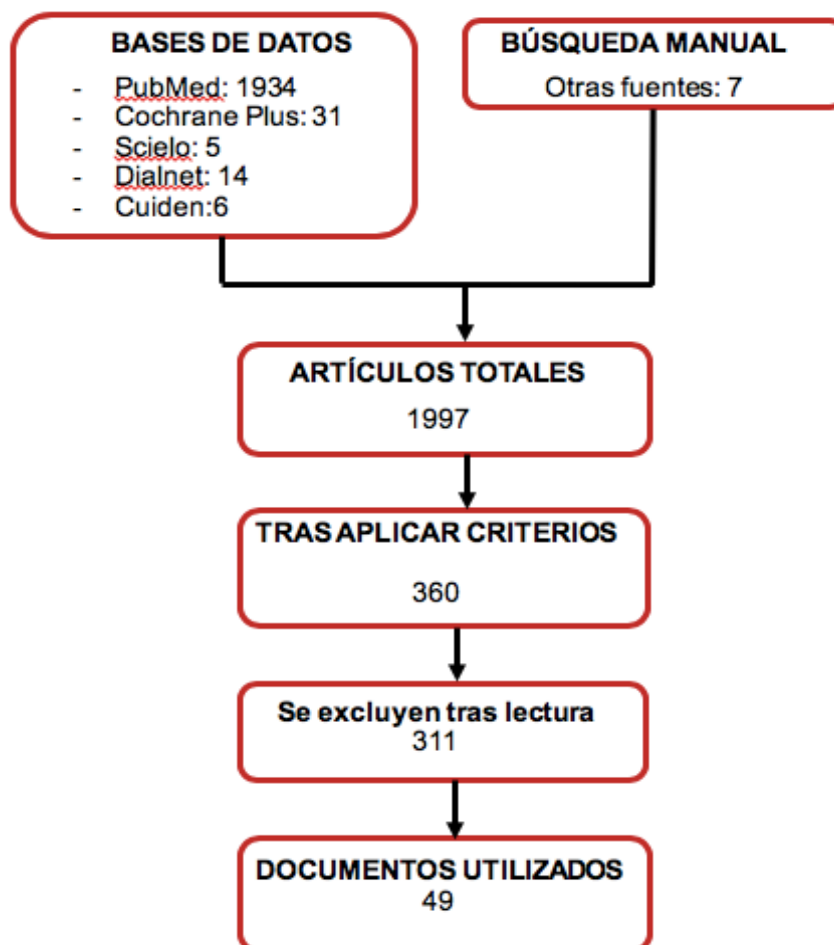 BASES DE DATOS
- PubMed: 1934
- Cochrane Plus: 31
- Scielo: 5
- Dialnet: 14
- Cuiden:6
BÚSQUEDA MANUAL
Otras fuentes: 7
ARTÍCULOS TOTALES
1997
TRAS APLICAR CRITERIOS
360
Se excluyen tras lectura
311
DOCUMENTOS UTILIZADOS
49